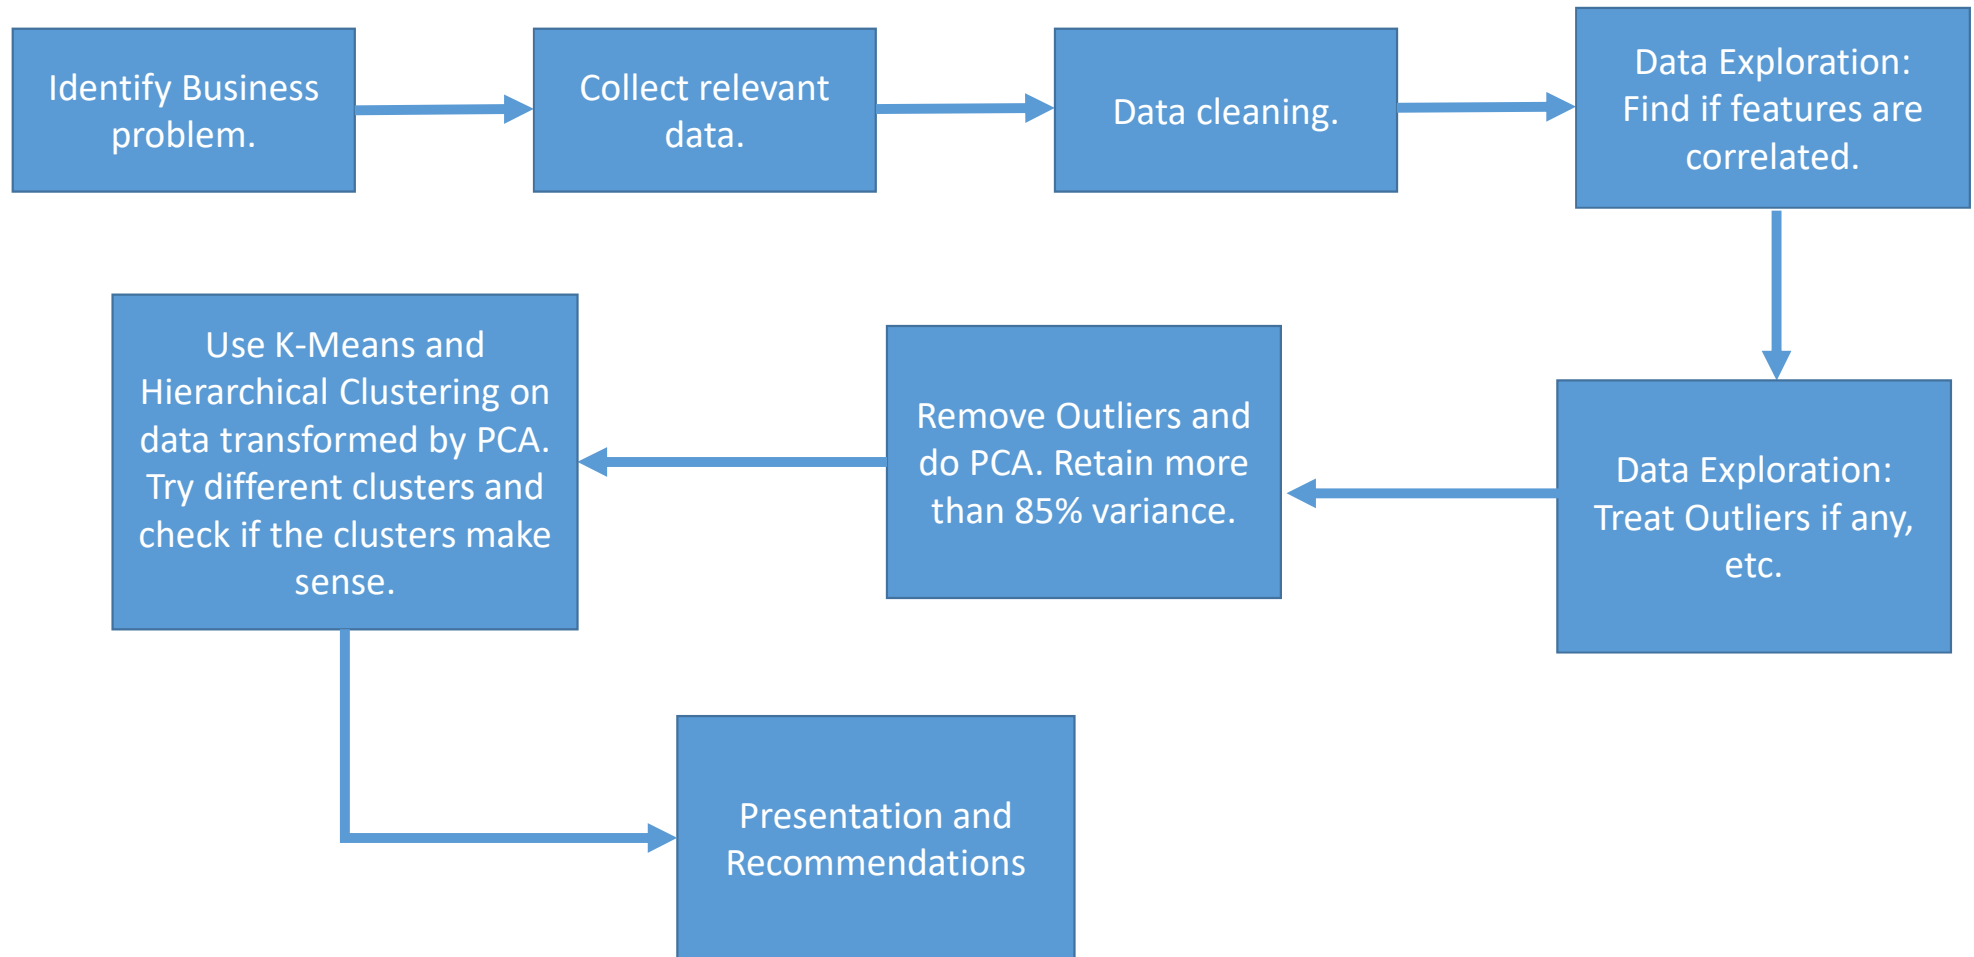 Identify Business
problem.
Collect relevant
data.
Data cleaning.
Data Exploration:
Find if features are
correlated.
Data Exploration:
Treat Outliers if any,
etc.
Remove Outliers and
do PCA. Retain more
than 85% variance.
Use K-Means and
Hierarchical Clustering on
data transformed by PCA.
Try different clusters and
check if the clusters make
sense.
Presentation and
Recommendations